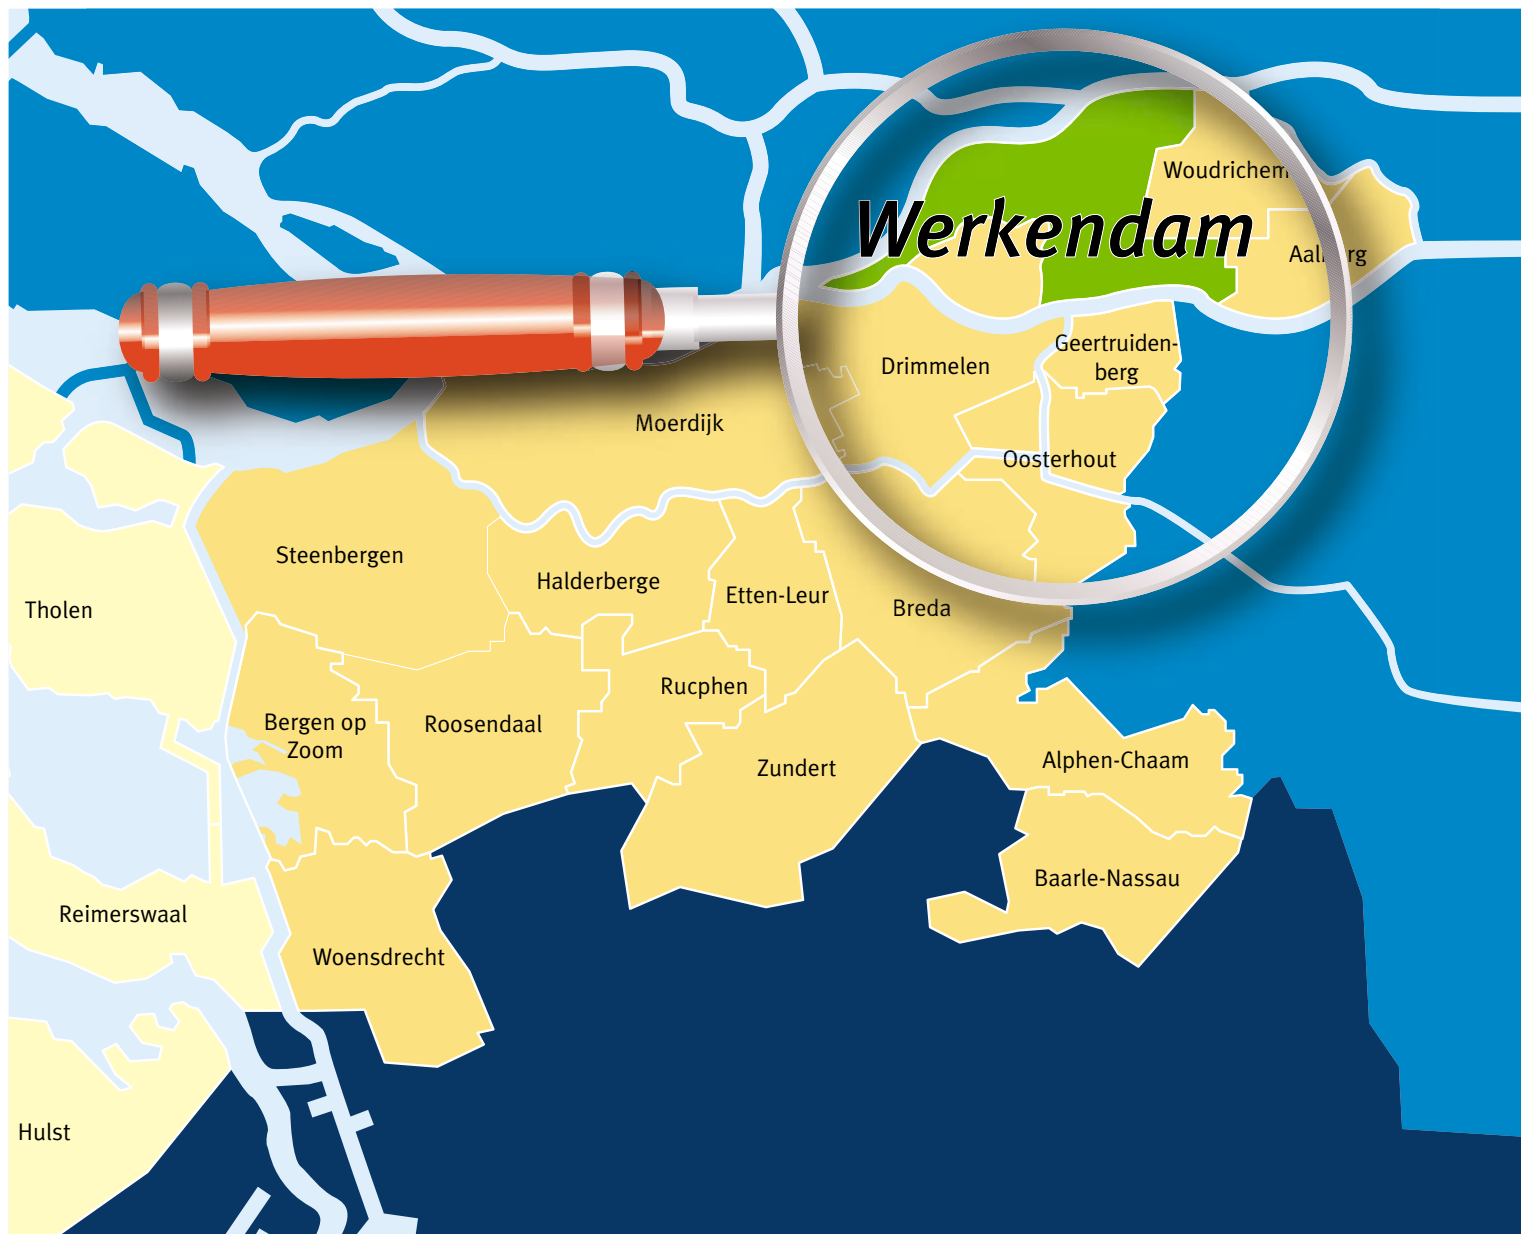 Woudrichem
Werkendam
Geertruiden-
berg
Drimmelen
Moerdijk
Oosterhout
Steenbergen
Halderberge
Etten-Leur
Breda
Tholen
Rucphen
Bergen op
Zoom
Roosendaal
Zundert
Alphen-Chaam
Baarle-Nassau
Reimerswaal
Woensdrecht
Hulst